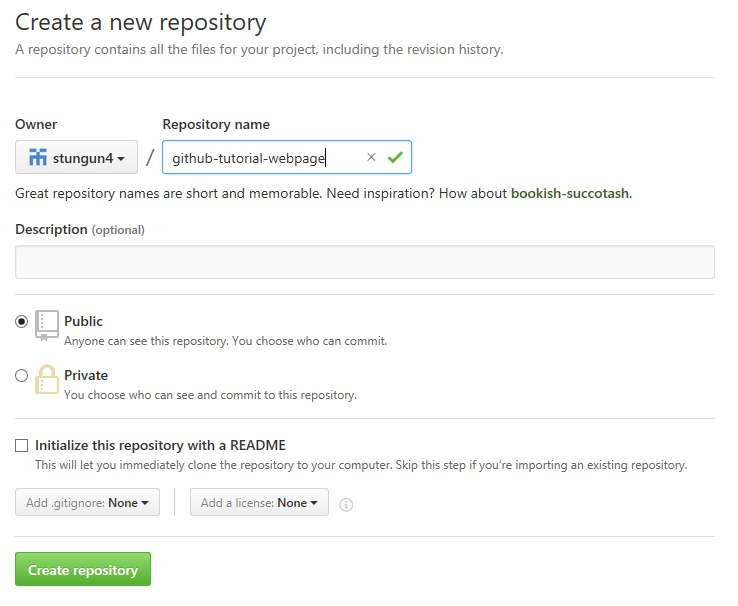 Create a new repository
A repository contains all the files for your project, including the revision history.
Owner
Repository name
stungun4 / github-tutorial-webpage
Great repository names are short and memorable. Need inspiration? How about bookish-succotash.
Description (optional)
Public
Anyone can see this repository. You choose who can commit.
Private
You choose who can see and commit to this repository.
Initialize this repository with a README
This will let you immediately clone the repository to your computer. Skip this step if you’re importing an existing repository.
Add .gitignore: None
Add a license: None
Create repository